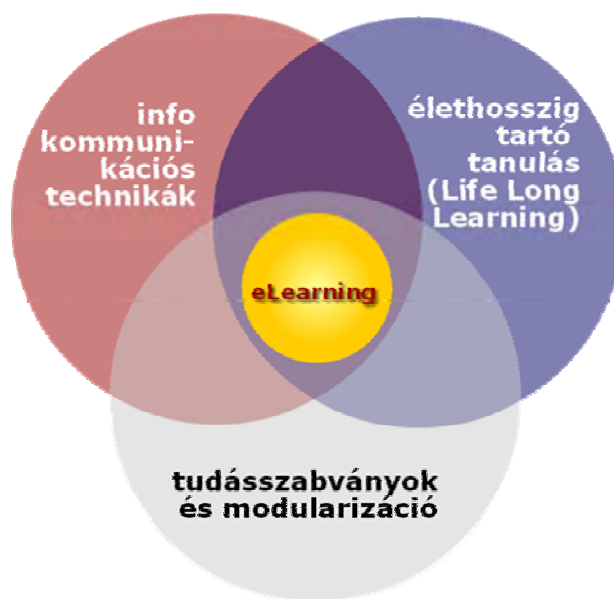 info
kommuni-
kációs
technikák
élethosszig
tartó
tanulás
(Life Long
Learning)
eLearning
tudásszabványok
és modularizáció